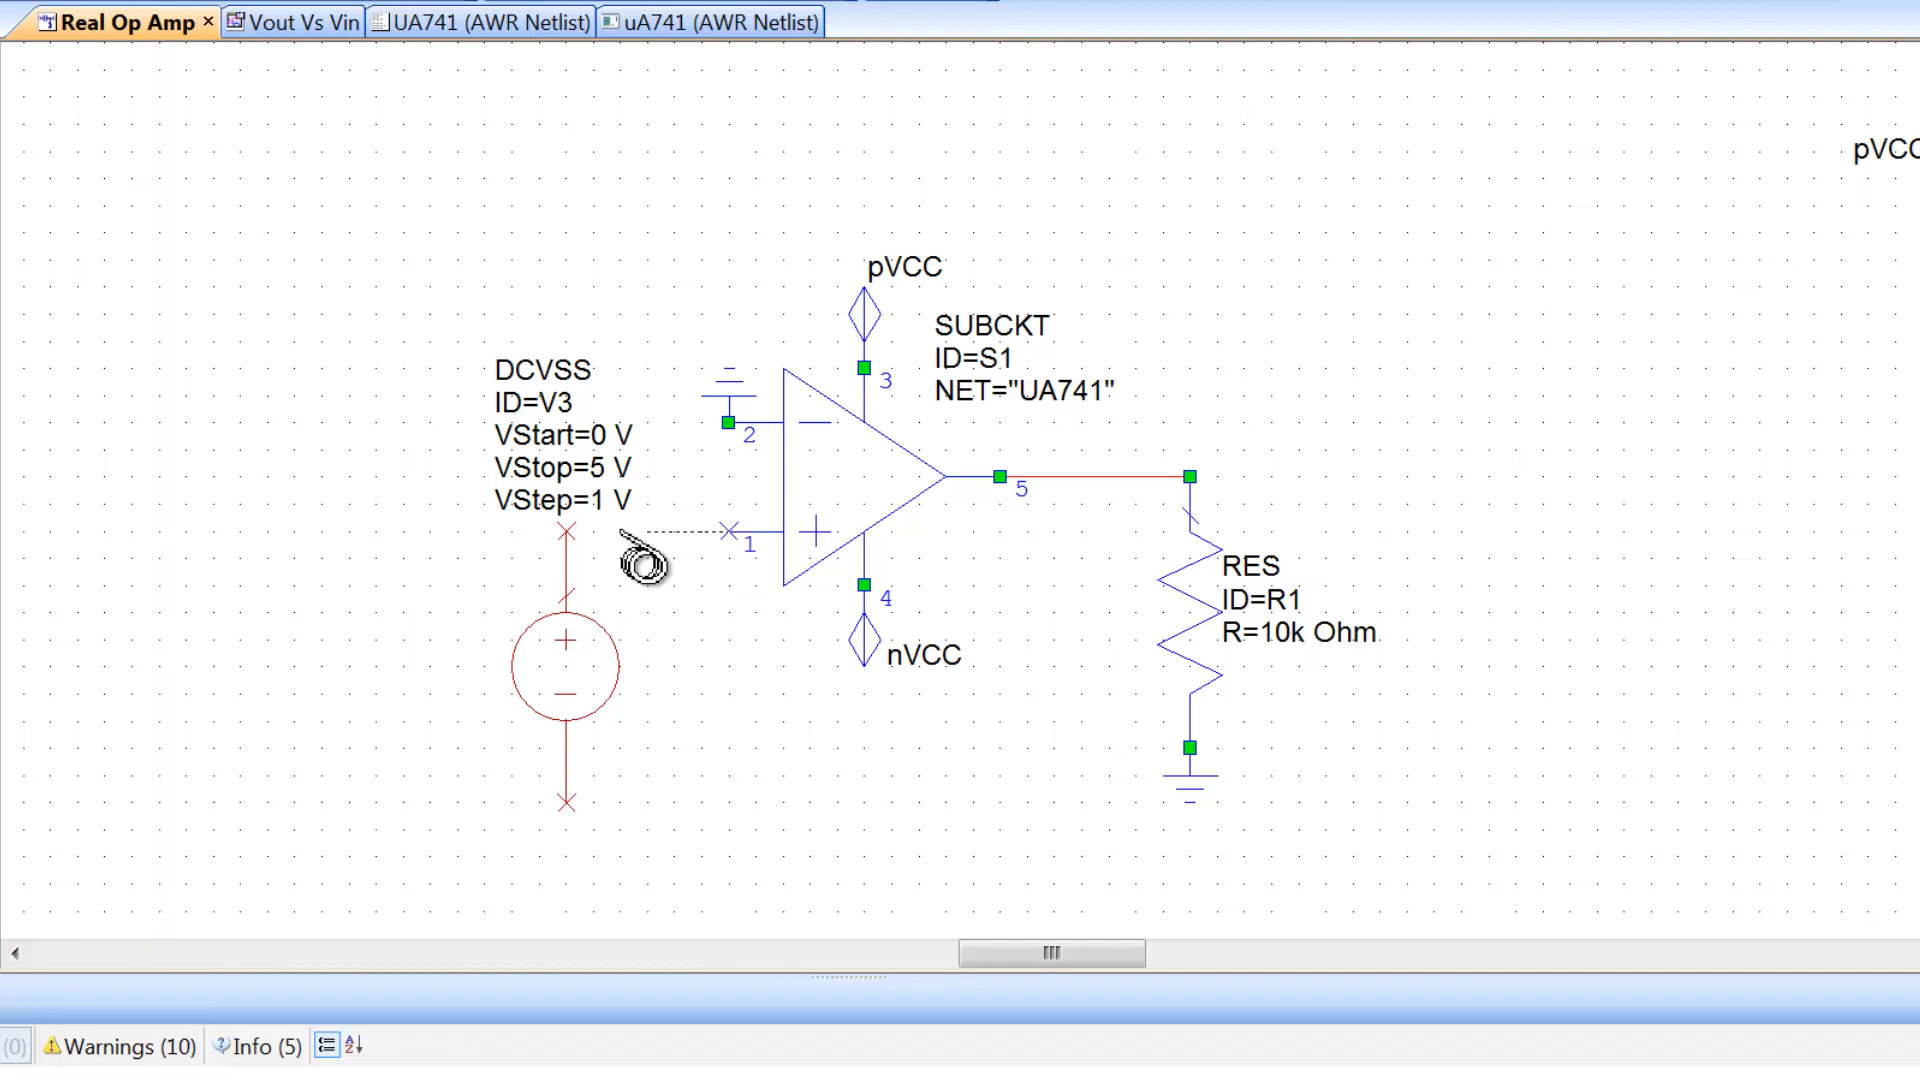 Real Op Amp
Vout Vs Vin
UA741 (AWR Netlist)
uA741 (AWR Netlist)
pVCC
pVCC
SUBCKT
ID=S1
NET="UA741"
DCVSS
ID=V3
VStart=0 V
VStop=5 V
VStep=1 V
3
2
5
1
4
nVCC
RES
ID=R1
R=10k Ohm
(0)
Warnings (10)
Info (5)